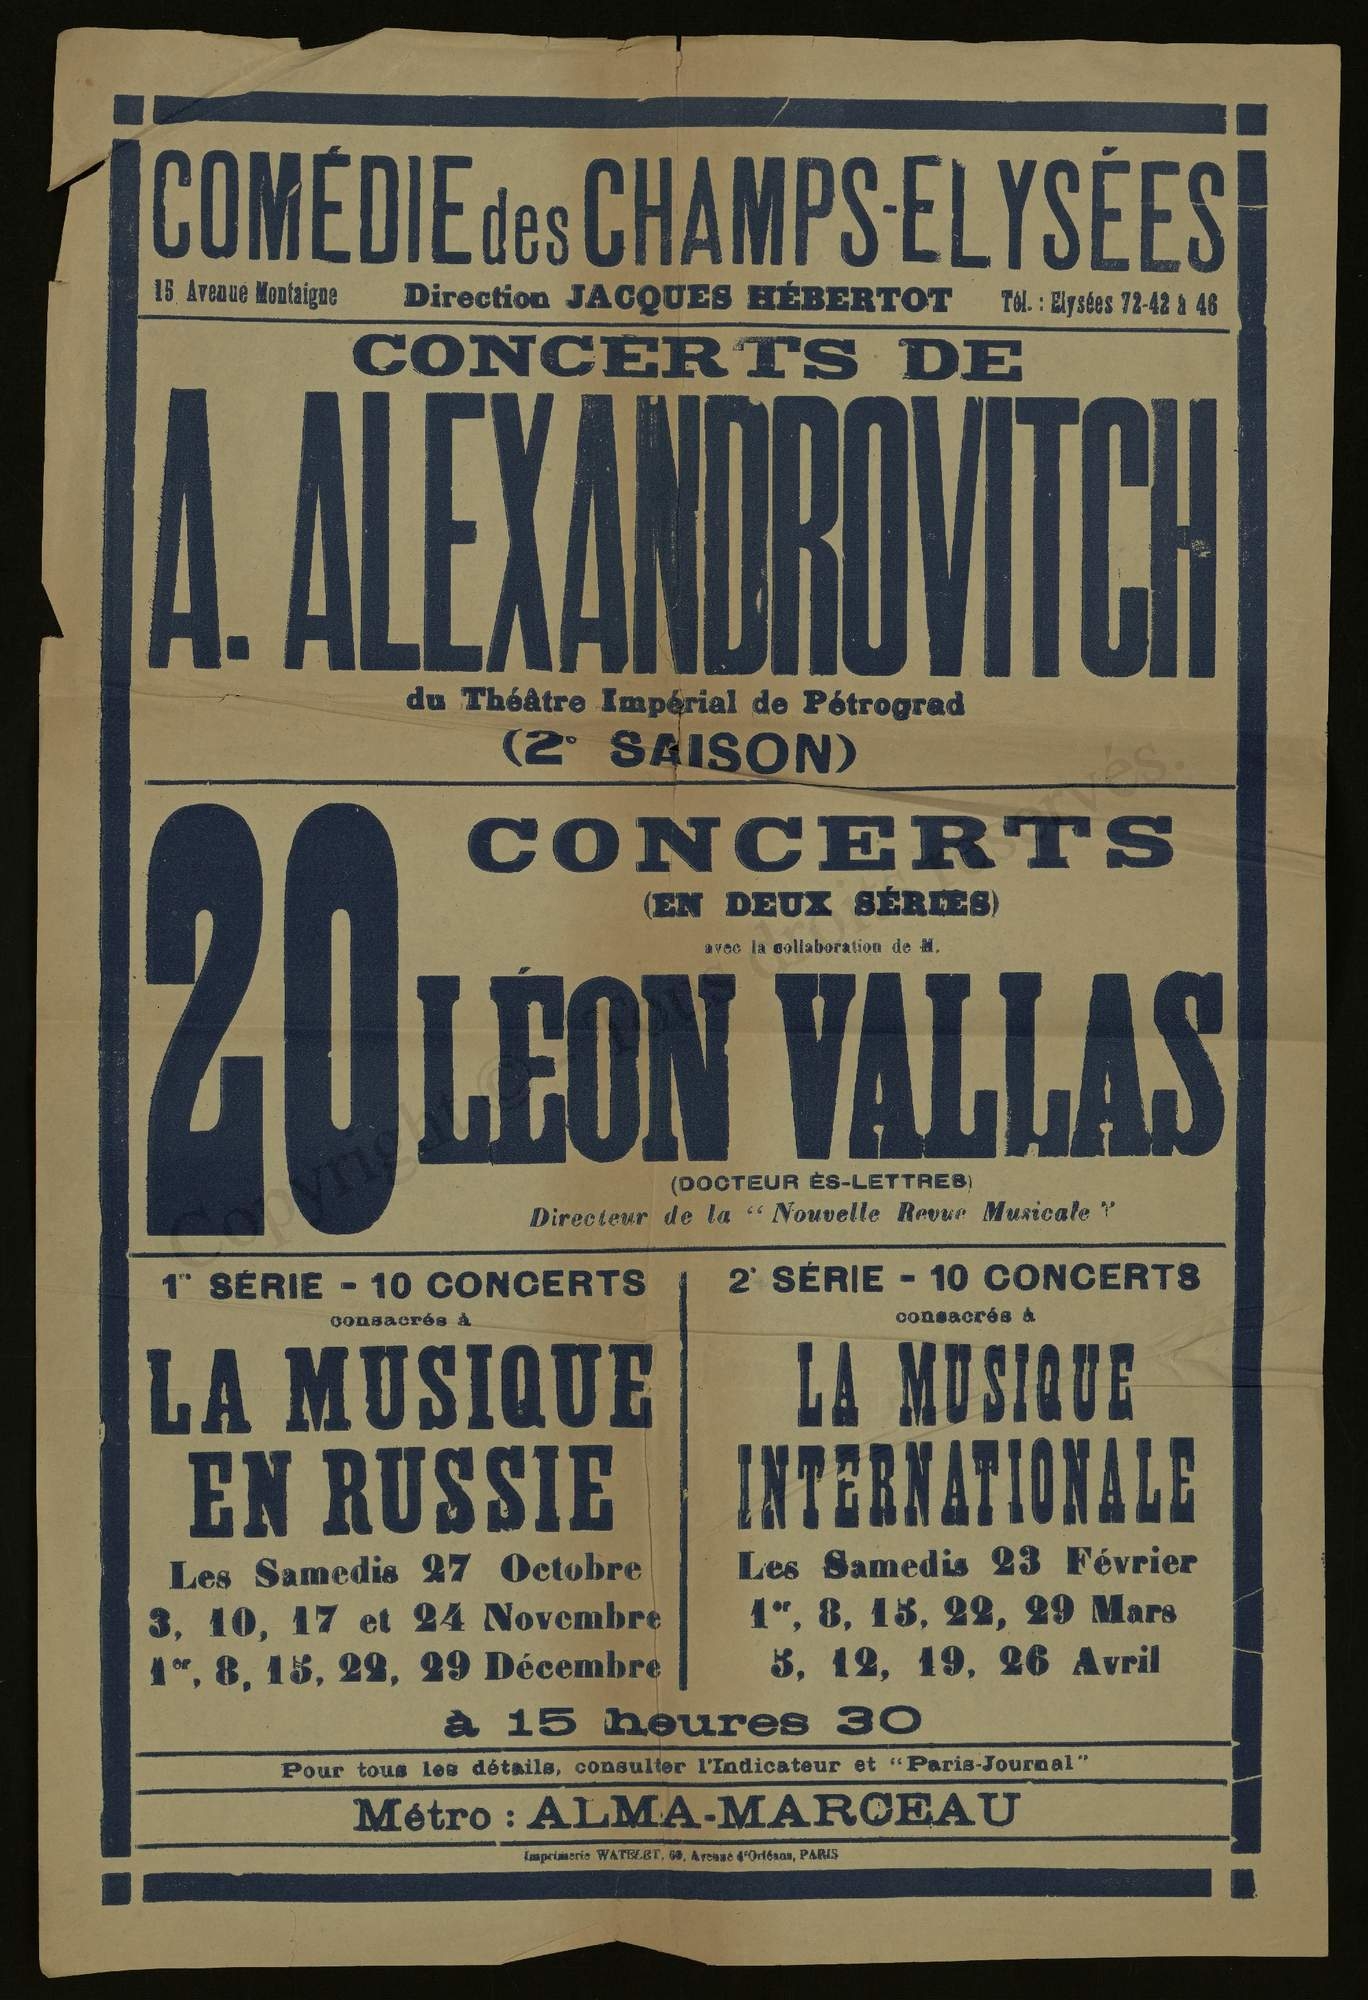 COMÉDIE des CHAMPS-ELYSÉES
15 Avenue Montaigne Direction JACQUES HÉBERTOT Tél. : Elysées 72-42 à 46
CONCERTS DE
A. ALEXANDROVITCH
du Théâtre Impérial de Pétrograd
(2e SAISON)
20 CONCERTS
(EN DEUX SÉRIES)
avec la collaboration de M.
LÉON VALLAS
(DOCTEUR ÈS-LETTRES)
Directeur de la “ Nouvelle Revue Musicale ”
1re SÉRIE - 10 CONCERTS
consacrés à
LA MUSIQUE
EN RUSSIE
Les Samedis 27 Octobre
3, 10, 17 et 24 Novembre
1er, 8, 15, 22, 29 Décembre
2e SÉRIE - 10 CONCERTS
consacrés à
LA MUSIQUE
INTERNATIONALE
Les Samedis 23 Février
1er, 8, 15, 22, 29 Mars
5, 12, 19, 26 Avril
à 15 heures 30
Pour tous les détails, consulter l'Indicateur et “Paris-Journal”
Métro : ALMA-MARCEAU
Imprimerie WATELET, 60, Avenue d'Orléans, PARIS
Copyright © - Tous droits réservés.